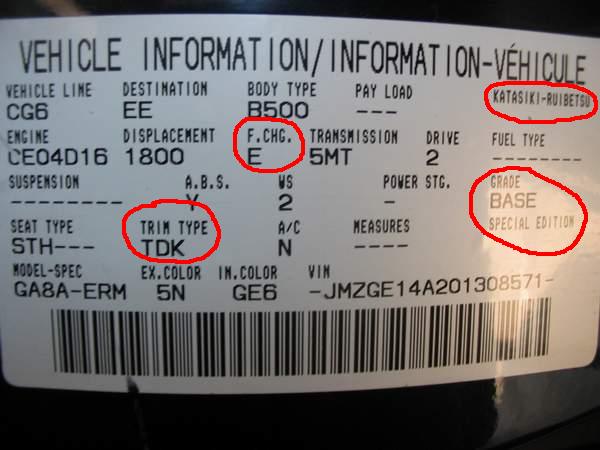 VEHICLE INFORMATION/INFORMATION-VÉHICULE
VEHICLE LINE DESTINATION BODY TYPE PAY LOAD KATASIKI-RUIBETSU
CG6 EE B500 ---
ENGINE DISPLACEMENT F.CHG. TRANSMISSION DRIVE FUEL TYPE
CE04D16 1800 E 5MT 2 --------
SUSPENSION A.B.S. WS POWER STG. GRADE
-------- Y 2 - BASE
SEAT TYPE TRIM TYPE A/C MEASURES SPECIAL EDITION
STH--- TDK N ----
MODEL-SPEC EX.COLOR IN.COLOR VIN
GA8A-ERM 5N GE6 -JMZGE14A201308571-